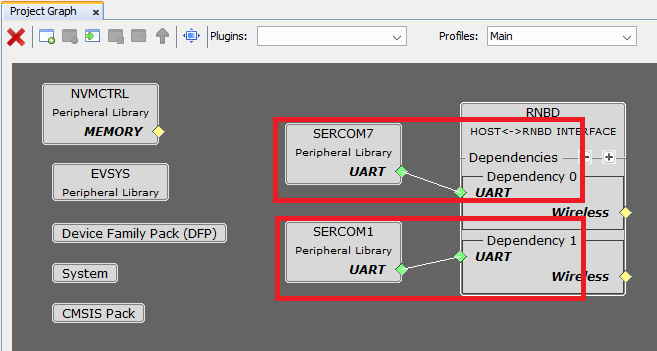 Project Graph x
Plugins:
Profiles: Main
NVMCTRL
Peripheral Library
MEMORY
EVSYS
Peripheral Library
Device Family Pack (DFP)
System
CMSIS Pack
SERCOM7
Peripheral Library
UART
SERCOM1
Peripheral Library
UART
RNBD
HOST<->RNBD INTERFACE
Dependencies - +
Dependency 0
UART
Wireless
Dependency 1
UART
Wireless